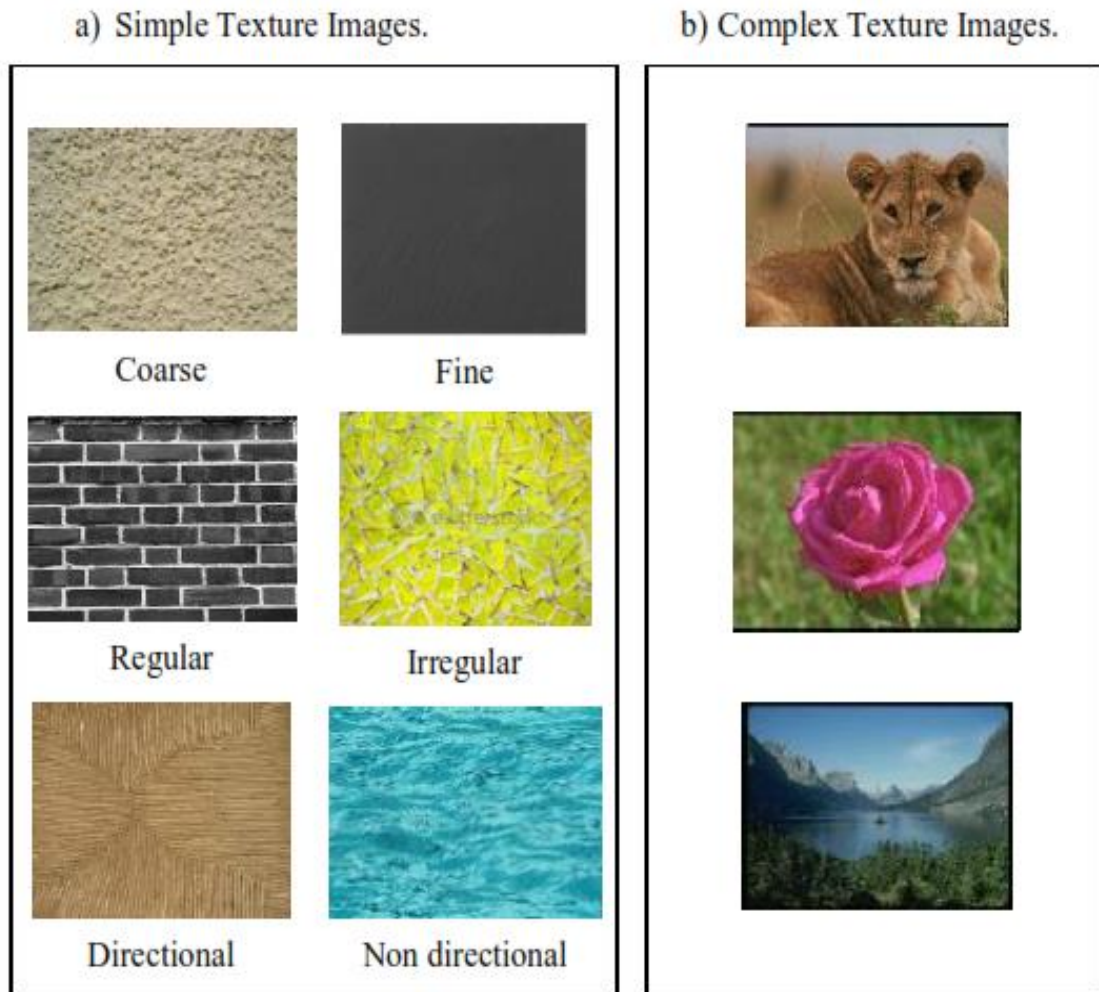 a) Simple Texture Images.
b) Complex Texture Images.
Coarse
Fine
Regular
Irregular
Directional
Non directional